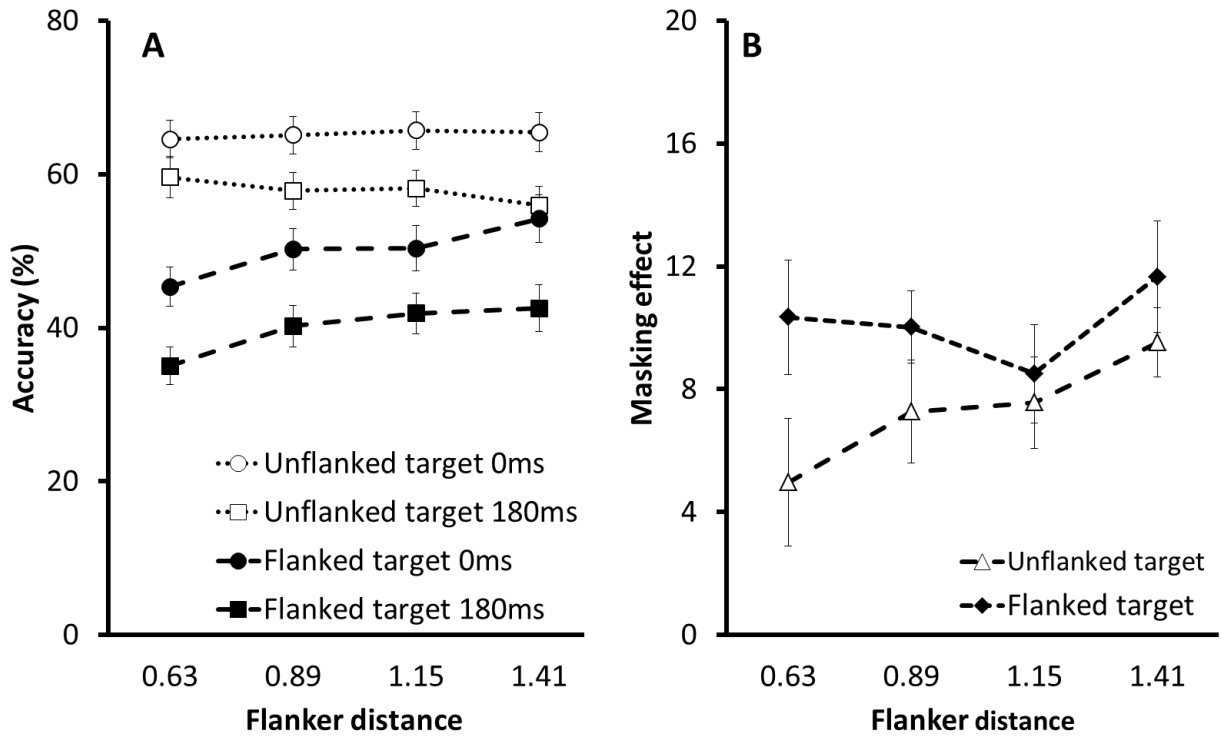 A
80
60
40
20
0
Accuracy (%)
Unflanked target 0ms
Unflanked target 180ms
Flanked target 0ms
Flanked target 180ms
0.63 0.89 1.15 1.41
Flanker distance
B
20
16
12
8
4
0
Masking effect
Unflanked target
Flanked target
0.63 0.89 1.15 1.41
Flanker distance